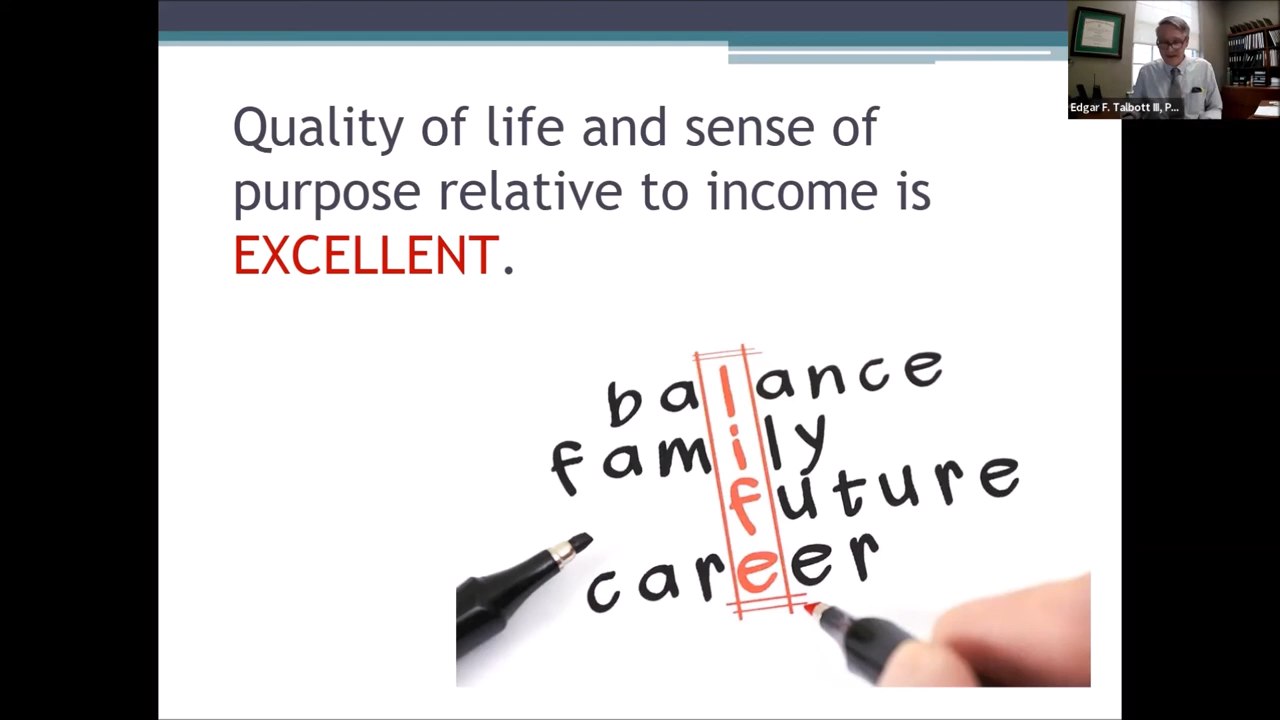 Quality of life and sense of
purpose relative to income is
EXCELLENT.
Edgar F. Talbott III, P...
balance
family
future
career